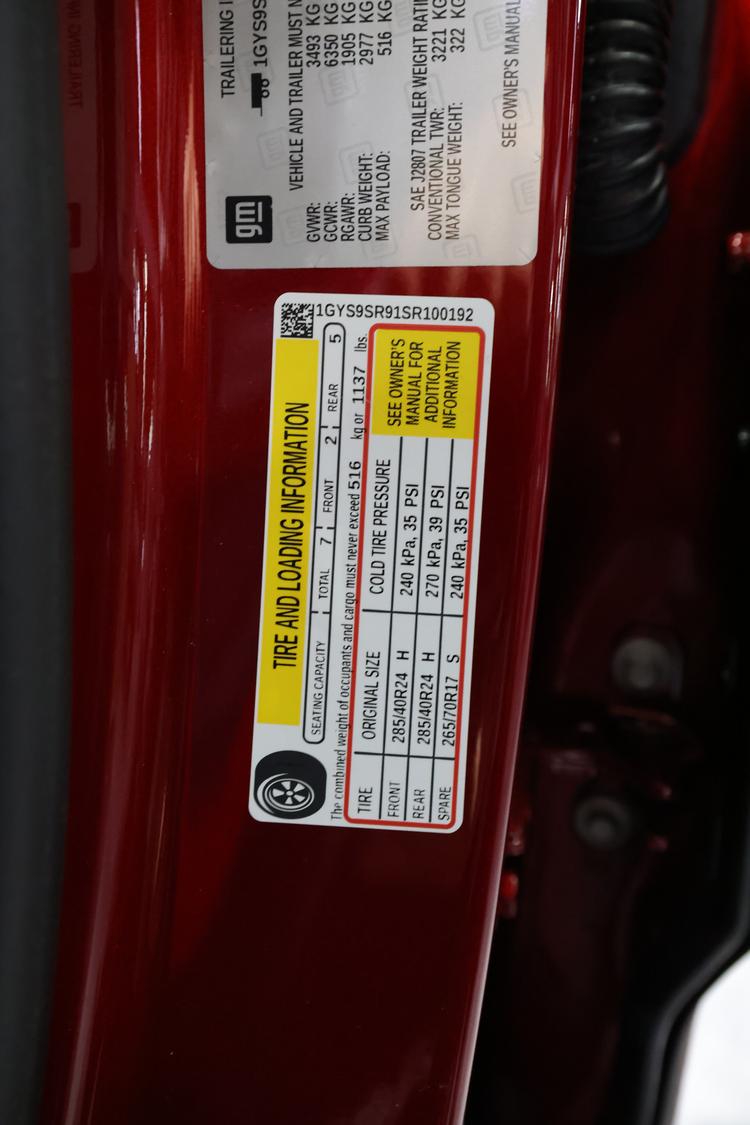 TRAILERING
1GYS9S
VEHICLE AND TRAILER MUST
GVWR: 3493 KG
GCWR: 6350 KG
RGAWR: 1905 KG
CURB WEIGHT: 2977 KG
MAX PAYLOAD: 516 KG
SAE J2807 TRAILER WEIGHT
CONVENTIONAL TWR: 3221 KG
MAX TONGUE WEIGHT: 322 KG
SEE OWNER'S MANUAL
gm
1GYS9SR91SR100192
TIRE AND LOADING INFORMATION
SEATING CAPACITY TOTAL 7 FRONT 2 REAR 5
The combined weight of occupants and cargo must never exceed 516 kg or 1137 lbs.
TIRE ORIGINAL SIZE COLD TIRE PRESSURE
FRONT 285/40R24 H 240 kPa, 35 PSI
REAR 285/40R24 H 270 kPa, 39 PSI
SPARE 265/70R17 S 240 kPa, 35 PSI
SEE OWNER'S
MANUAL FOR
ADDITIONAL
INFORMATION